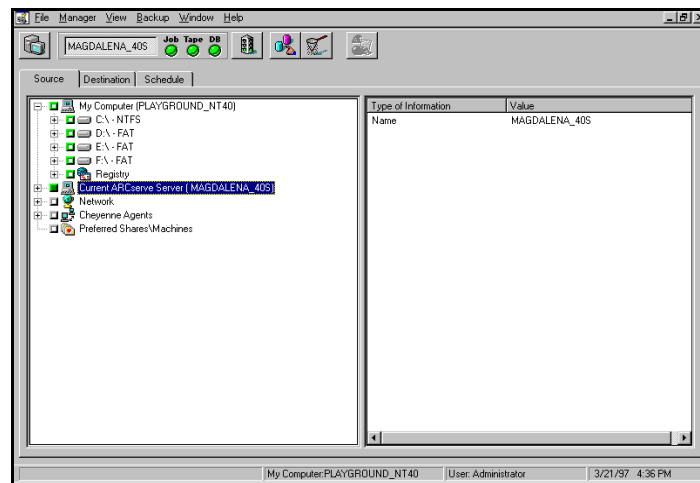 File Manager View Backup Window Help
MAGDALENA_40S Job Tape DB
Source Destination Schedule
My Computer (PLAYGROUND_NT40)
C:\ - NTFS
D:\ - FAT
E:\ - FAT
F:\ - FAT
Registry
Current ARCserve Server ( MAGDALENA_40S)
Network
Cheyenne Agents
Preferred Shares\Machines
Type of Information Value
Name MAGDALENA_40S
My Computer:PLAYGROUND_NT40 User: Administrator 3/21/97 4:36 PM